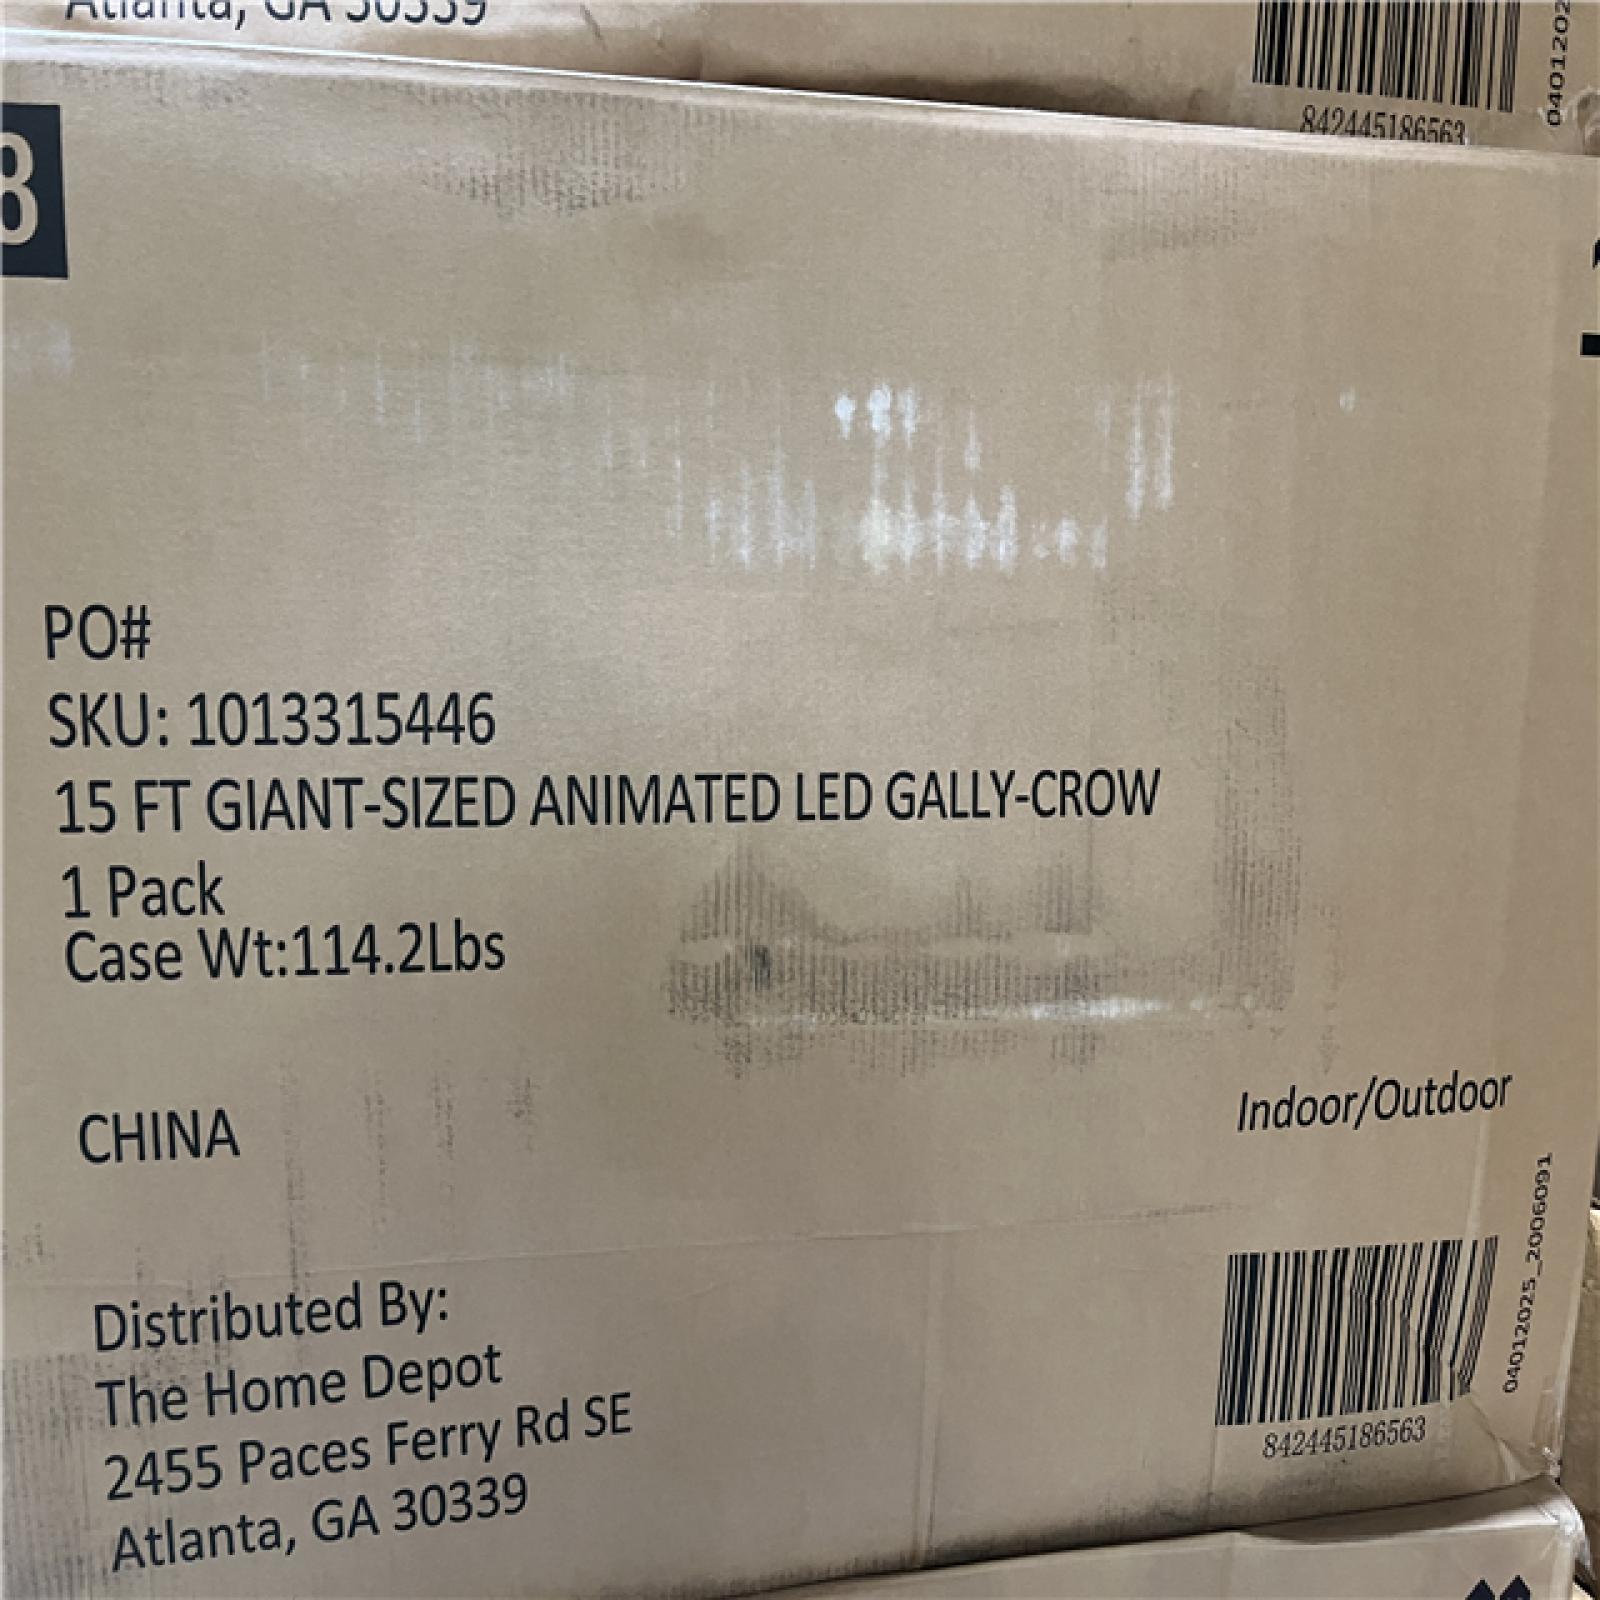 Atlanta, GA 30339
842445186563
8
PO#
SKU: 1013315446
15 FT GIANT-SIZED ANIMATED LED GALLY-CROW
1 Pack
Case Wt:114.2Lbs
CHINA
Indoor/Outdoor
Distributed By:
The Home Depot
2455 Paces Ferry Rd SE
Atlanta, GA 30339
842445186563
04012025_2006091